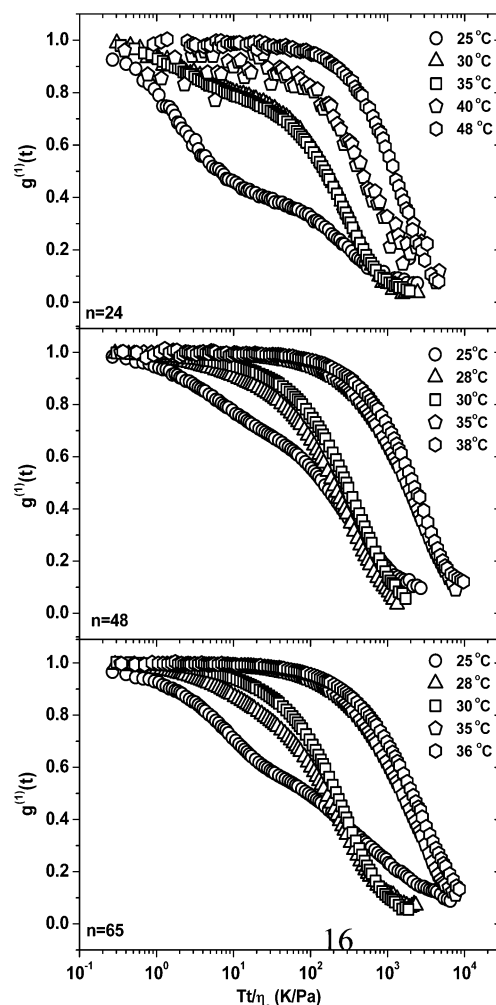 1.0
25 °C
30 °C
35 °C
40 °C
48 °C
0.8
0.6
0.4
0.2
0.0
g(1)(t)
n=24
1.0
25°C
28°C
30°C
35°C
38°C
0.8
0.6
0.4
0.2
0.0
g(1)(t)
n=48
1.0
25°C
28°C
30°C
35°C
36 °C
0.8
0.6
0.4
0.2
0.0
g(1)(t)
n=65
16
10-1 100 101 102 103 104
Tt/η (K/Pa)